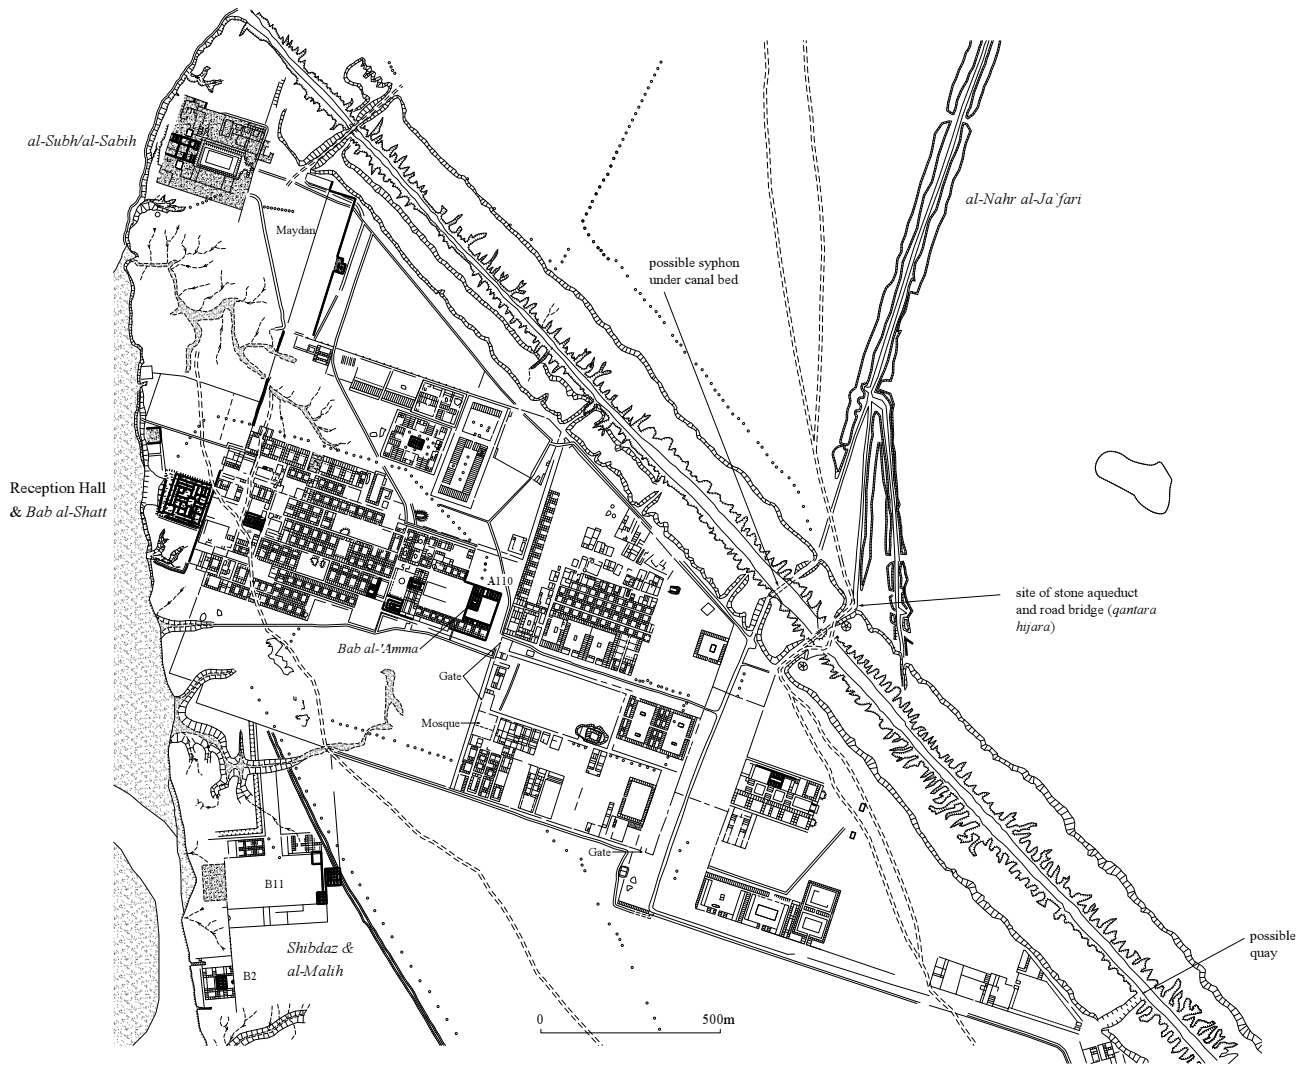 al-Subh/al-Sabih
al-Nahr al-Ja`fari
Maydan
possible syphon
under canal bed
Reception Hall
& Bab al-Shatt
A110
site of stone aqueduct
and road bridge (qantara
hijara)
Bab al-'Amma
Gate
Mosque
Gate
B11
possible
quay
Shibdaz &
al-Malih
B2
0 500m